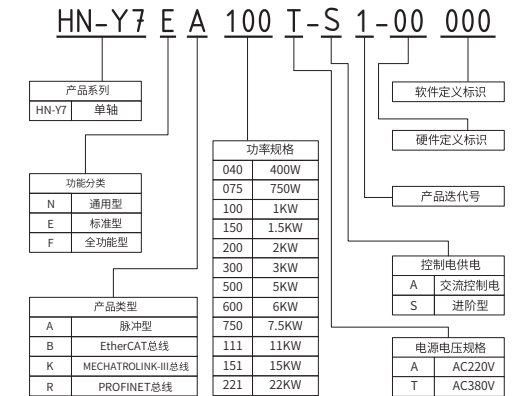 HN-Y7 E A 100 T-S 1-00 000
产品系列
HN-Y7 单轴
功能分类
N 通用型
E 标准型
F 全功能型
产品类型
A 脉冲型
B EtherCAT总线
K MECHATROLINK-III总线
R PROFINET总线
功率规格
040 400W
075 750W
100 1KW
150 1.5KW
200 2KW
300 3KW
500 5KW
600 6KW
750 7.5KW
111 11KW
151 15KW
221 22KW
软件定义标识
硬件定义标识
产品迭代号
控制电供电
A 交流控制电
S 进阶型
电源电压规格
A AC220V
T AC380V